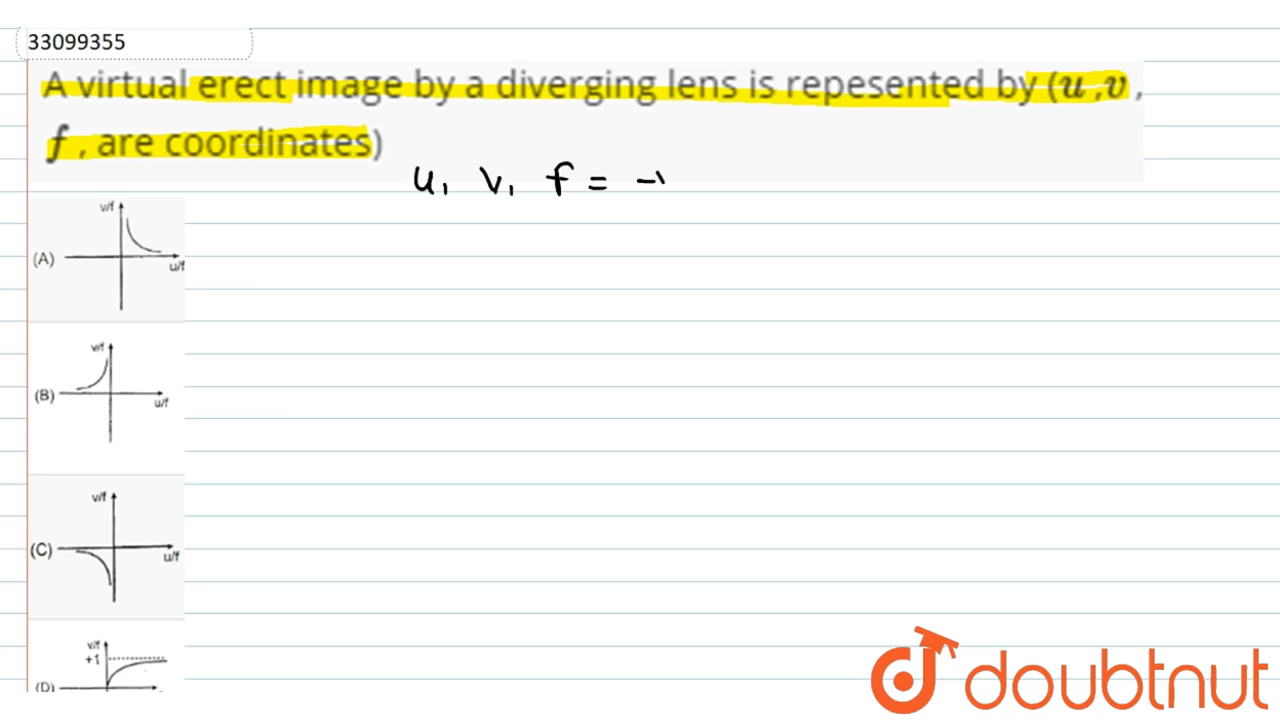 33099355
A virtual erect image by a diverging lens is repesented by (u ,v ,
f , are coordinates)
u, v, f = -v
v/f
(A)
u/f
v/f
(B)
u/f
v/f
(C)
u/f
v/f
+1
(D)
doubtnut